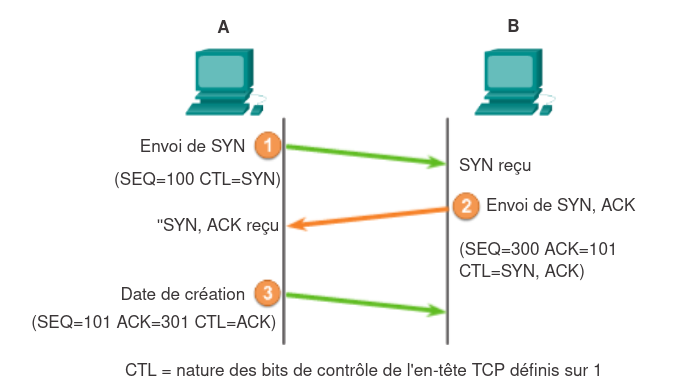 A
B
Envoi de SYN 1
(SEQ=100 CTL=SYN)
SYN reçu
2 Envoi de SYN, ACK
"SYN, ACK reçu
(SEQ=300 ACK=101
CTL=SYN, ACK)
Date de création 3
(SEQ=101 ACK=301 CTL=ACK)
CTL = nature des bits de contrôle de l'en-tête TCP définis sur 1